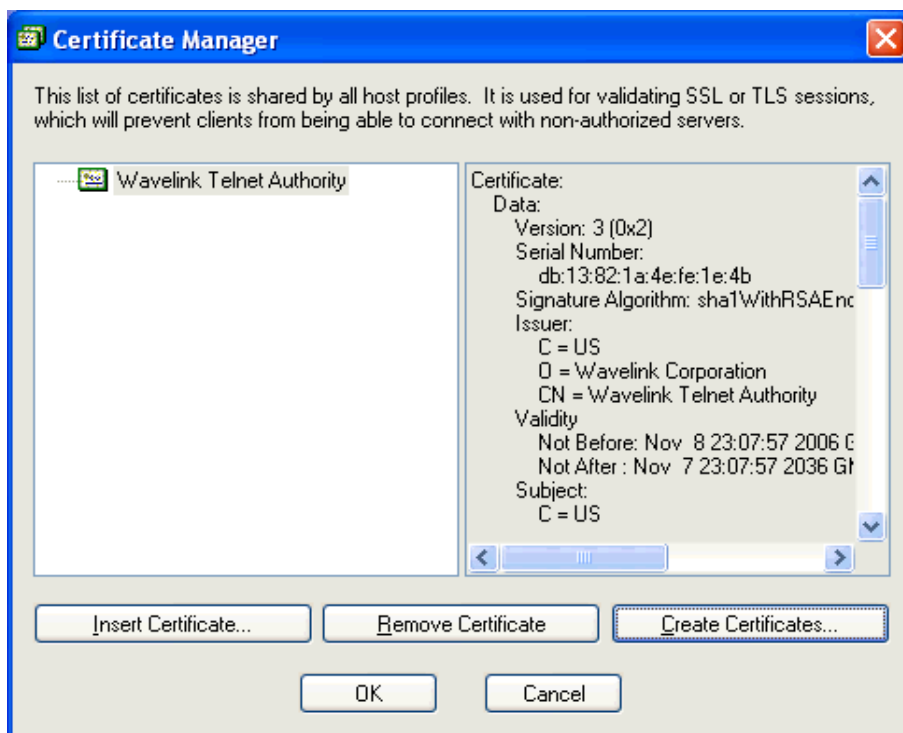 Certificate Manager
This list of certificates is shared by all host profiles.  It is used for validating SSL or TLS sessions,
which will prevent clients from being able to connect with non-authorized servers.
Wavelink Telnet Authority
Certificate:
Data:
Version: 3 (0x2)
Serial Number:
db:13:82:1a:4e:fe:1e:4b
Signature Algorithm: sha1WithRSAEnc
Issuer:
C = US
O = Wavelink Corporation
CN = Wavelink Telnet Authority
Validity
Not Before: Nov  8 23:07:57 2006 G
Not After : Nov  7 23:07:57 2036 GM
Subject:
C = US
Insert Certificate...
Remove Certificate
Create Certificates...
OK
Cancel